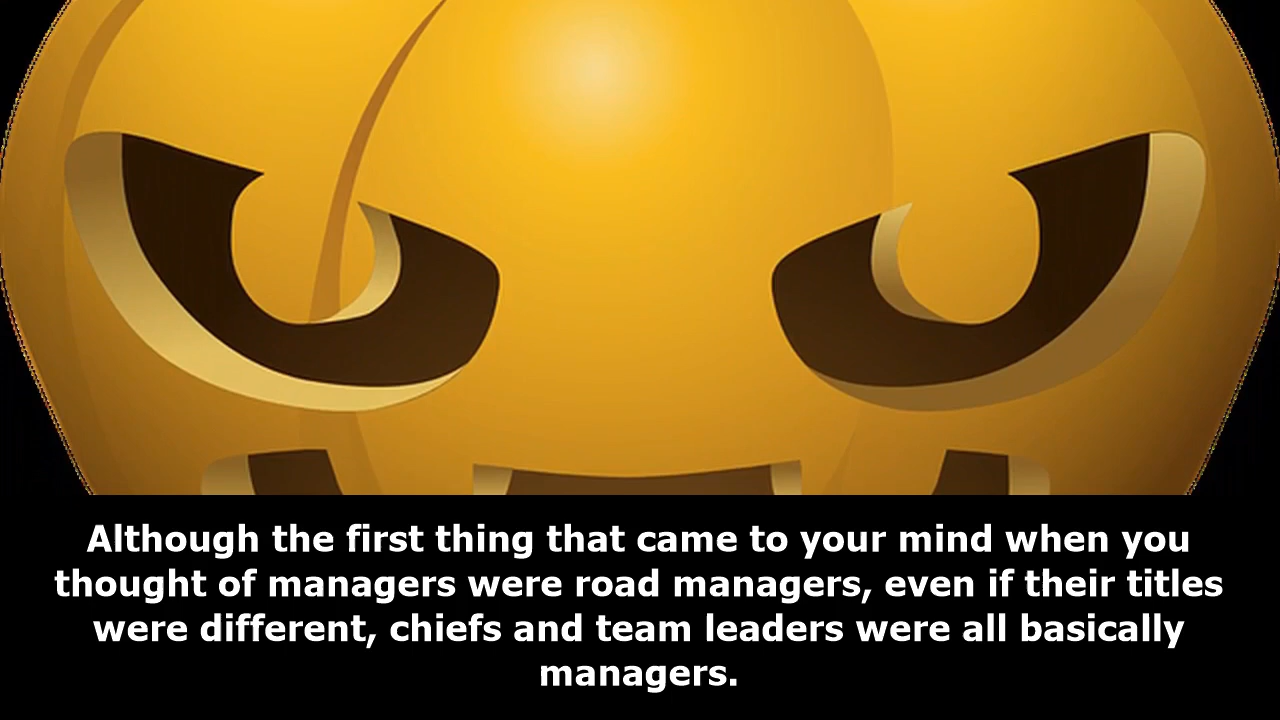 Although the first thing that came to your mind when you
thought of managers were road managers, even if their titles
were different, chiefs and team leaders were all basically
managers.